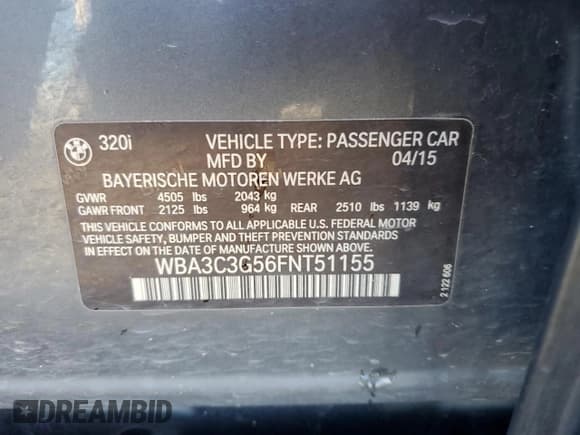 320i VEHICLE TYPE: PASSENGER CAR
MFD BY 04/15
BAYERISCHE MOTOREN WERKE AG
GVWR 4505 lbs 2043 kg
GAWR FRONT 2125 lbs 964 kg REAR 2510 lbs 1139 kg
THIS VEHICLE CONFORMS TO ALL APPLICABLE U.S. FEDERAL MOTOR
VEHICLE SAFETY, BUMPER AND THEFT PREVENTION STANDARDS
IN EFFECT ON THE DATE OF MANUFACTURE SHOWN ABOVE.
WBA3C3G56FNT51155
2 122 606
DREAMBID